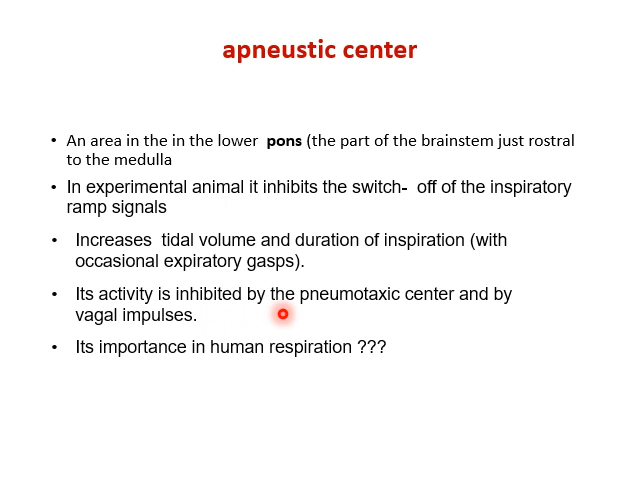 apneustic center
• An area in the in the lower pons (the part of the brainstem just rostral
to the medulla
• In experimental animal it inhibits the switch- off of the inspiratory
ramp signals
• Increases tidal volume and duration of inspiration (with
occasional expiratory gasps).
• Its activity is inhibited by the pneumotaxic center and by
vagal impulses.
• Its importance in human respiration ???